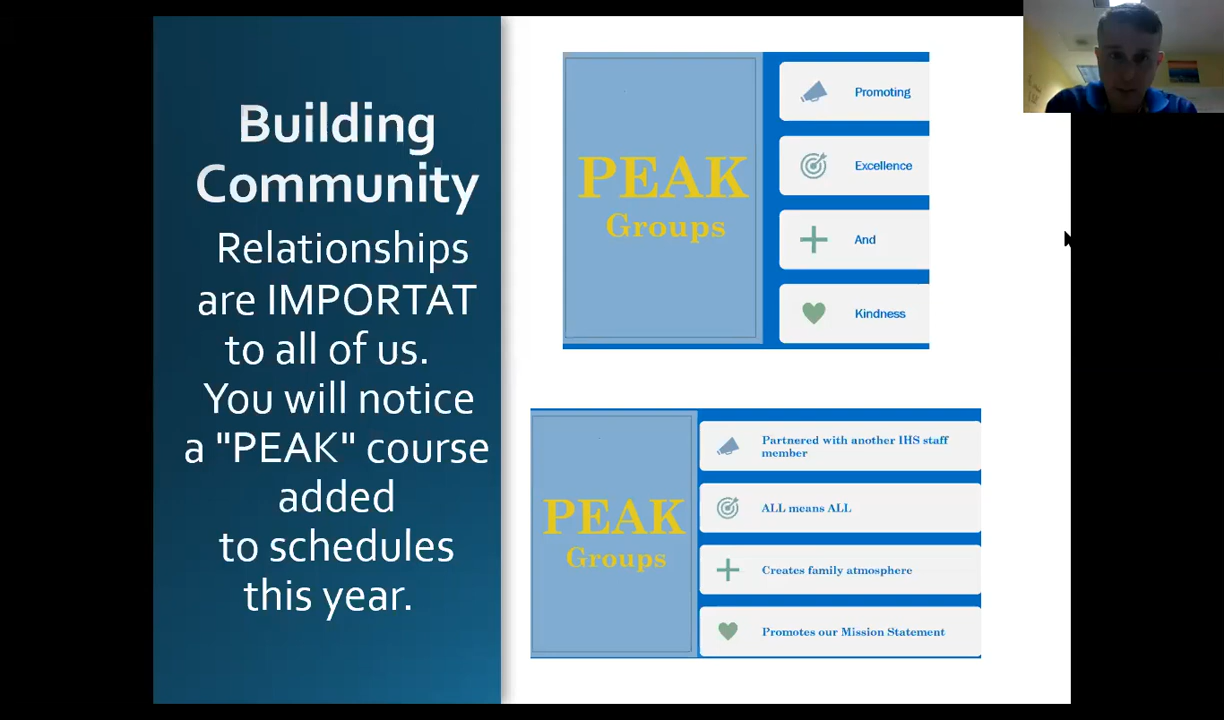 Building
Community
Relationships
are IMPORTAT
to all of us.
You will notice
a "PEAK" course
added
to schedules
this year.
PEAK
Groups
Promoting
Excellence
And
Kindness
PEAK
Groups
Partnered with another IHS staff
member
ALL means ALL
Creates family atmosphere
Promotes our Mission Statement